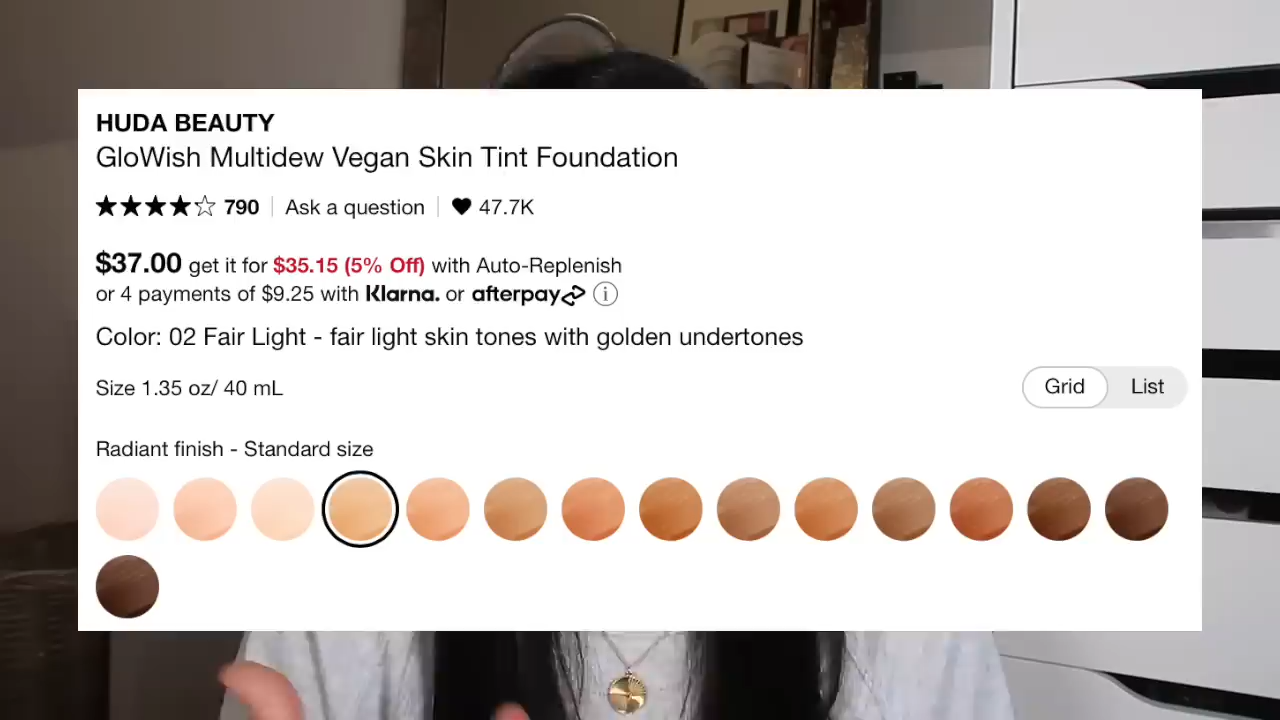 HUDA BEAUTY
GloWish Multidew Vegan Skin Tint Foundation
790 Ask a question 47.7K
$37.00 get it for $35.15 (5% Off) with Auto-Replenish
or 4 payments of $9.25 with Klarna. or afterpay
Color: 02 Fair Light - fair light skin tones with golden undertones
Size 1.35 oz/ 40 mL
Grid List
Radiant finish - Standard size